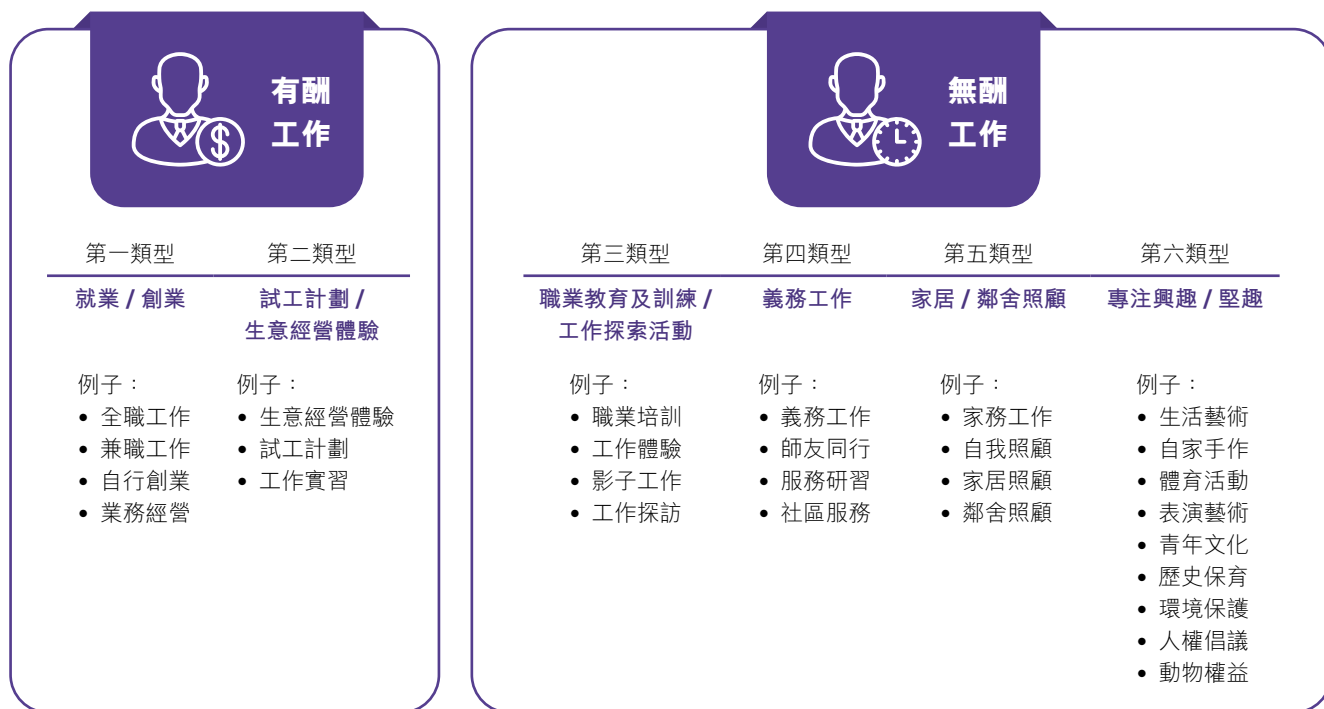 有酬
工作
第一類型
就業 / 創業
例子：
• 全職工作
• 兼職工作
• 自行創業
• 業務經營
第二類型
試工計劃 /
生意經營體驗
例子：
• 生意經營體驗
• 試工計劃
• 工作實習
無酬
工作
第三類型
職業教育及訓練 /
工作探索活動
例子：
• 職業培訓
• 工作體驗
• 影子工作
• 工作探訪
第四類型
義務工作
例子：
• 義務工作
• 師友同行
• 服務研習
• 社區服務
第五類型
家居 / 鄰舍照顧
例子：
• 家務工作
• 自我照顧
• 家居照顧
• 鄰舍照顧
第六類型
專注興趣 / 堅趣
例子：
• 生活藝術
• 自家手作
• 體育活動
• 表演藝術
• 青年文化
• 歷史保育
• 環境保護
• 人權倡議
• 動物權益